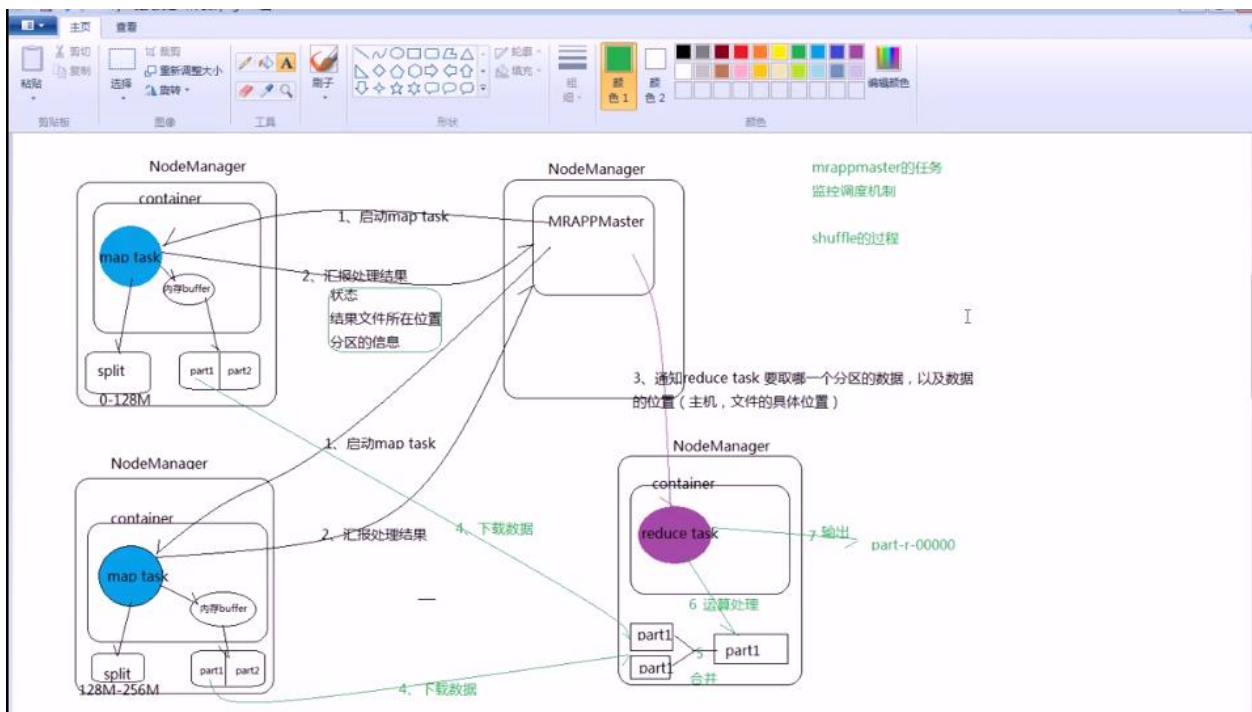 主页
查看
粘贴
剪切
复制
剪贴板
选择
裁剪
重新调整大小
旋转
图像
A
工具
刷子
轮廓
填充
形状
粗细
颜色 1
颜色 2
编辑颜色
颜色
NodeManager
container
map task
内存buffer
split
0-128M
part1
part2
1、启动map task
2、汇报处理结果
状态
结果文件所在位置
分区的信息
NodeManager
MRAPPMaster
mrappmaster的任务
监控调度机制
shuffle的过程
3、通知reduce task 要取哪一个分区的数据，以及数据
的位置（主机，文件的具体位置）
1、启动map task
2、汇报处理结果
NodeManager
container
map task
内存buffer
split
128M-256M
part1
part2
4、下载数据
4、下载数据
NodeManager
container
reduce task
7 输出
part-r-00000
6 运算处理
part1
part1
5
合并
part1